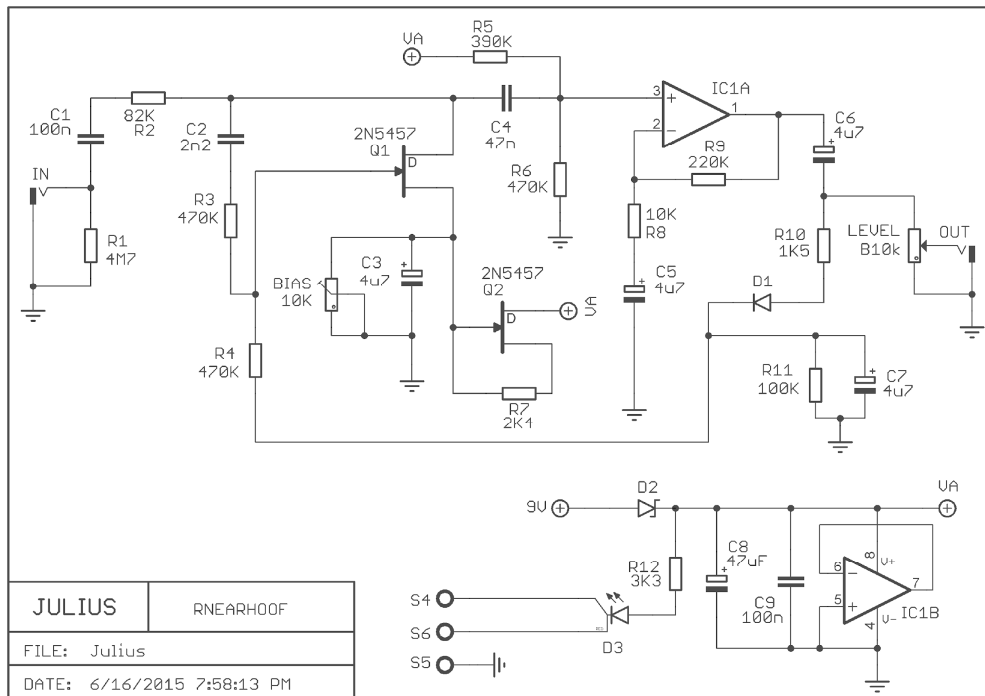 VA
R5
390K
C1
100n
82K
R2
C2
2n2
2N5457
Q1
D
C4
47n
3
2
+
−
IC1A
1
C6
4u7
+
R9
220K
R6
470K
IN
R3
470K
R1
4M7
10K
R8
R10
1K5
LEVEL
B10k
OUT
BIAS
10K
C3
4u7
+
2N5457
Q2
D
VA
C5
4u7
+
D1
R4
470K
R7
2K4
R11
100K
C7
4u7
+
9V
D2
VA
R12
3K3
C8
47uF
+
C9
100n
8
V+
6
−
5
+
7
IC1B
V-
4
S4
S6
S5
D3
JULIUS
RNEARHOOF
FILE: Julius
DATE: 6/16/2015 7:58:13 PM